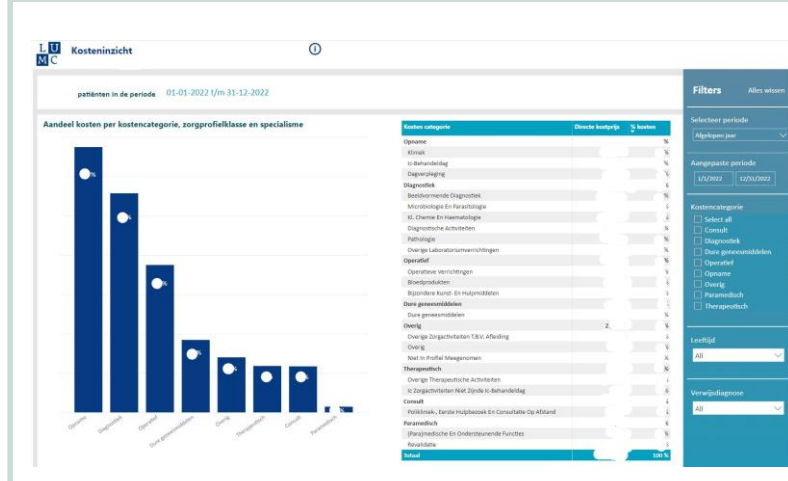 L U
M C
Kosteninzicht
i
patiënten in de periode 01-01-2022 t/m 31-12-2022
Aandeel kosten per kostencategorie, zorgprofielklasse en specialisme
%
%
%
%
%
%
%
%
Opname
Diagnostiek
Operatief
Dure geneesmiddelen
Overig
Therapeutisch
Consult
Paramedisch
Kosten categorie Directe kostprijs % kosten
Opname %
Kliniek %
Ic-Behandeldag %
Dagverpleging %
Diagnostiek
Beeldvormende Diagnostiek %
Microbiologie En Parasitologie
Kl. Chemie En Haematologie
Diagnostische Activiteiten %
Pathologie %
Overige Laboratoriumverrichtingen %
Operatief %
Operatieve Verrichtingen
Bloedprodukten
Bijzondere Kunst- En Hulpmiddelen
Dure geneesmiddelen
Dure geneesmiddelen %
Overig 2. %
Overige Zorgactiviteiten T.B.V. Afleiding
Overig
Niet In Profiel Meegenomen
Therapeutisch %
Overige Therapeutische Activiteiten
Ic Zorgactiviteiten Niet Zijnde Ic-Behandeldag
Consult
Polikliniek-, Eerste Hulpbezoek En Consultatie Op Afstand
Paramedisch
(Para)medische En Ondersteunende Functies %
Revalidatie
Totaal 100 %
Filters Alles wissen
Selecteer periode
Afgelopen jaar
Aangepaste periode
1/1/2022 12/31/2022
Kostencategorie
Select all
Consult
Diagnostiek
Dure geneesmiddelen
Operatief
Opname
Overig
Paramedisch
Therapeutisch
Leeftijd
All
Verwijsdiagnose
All